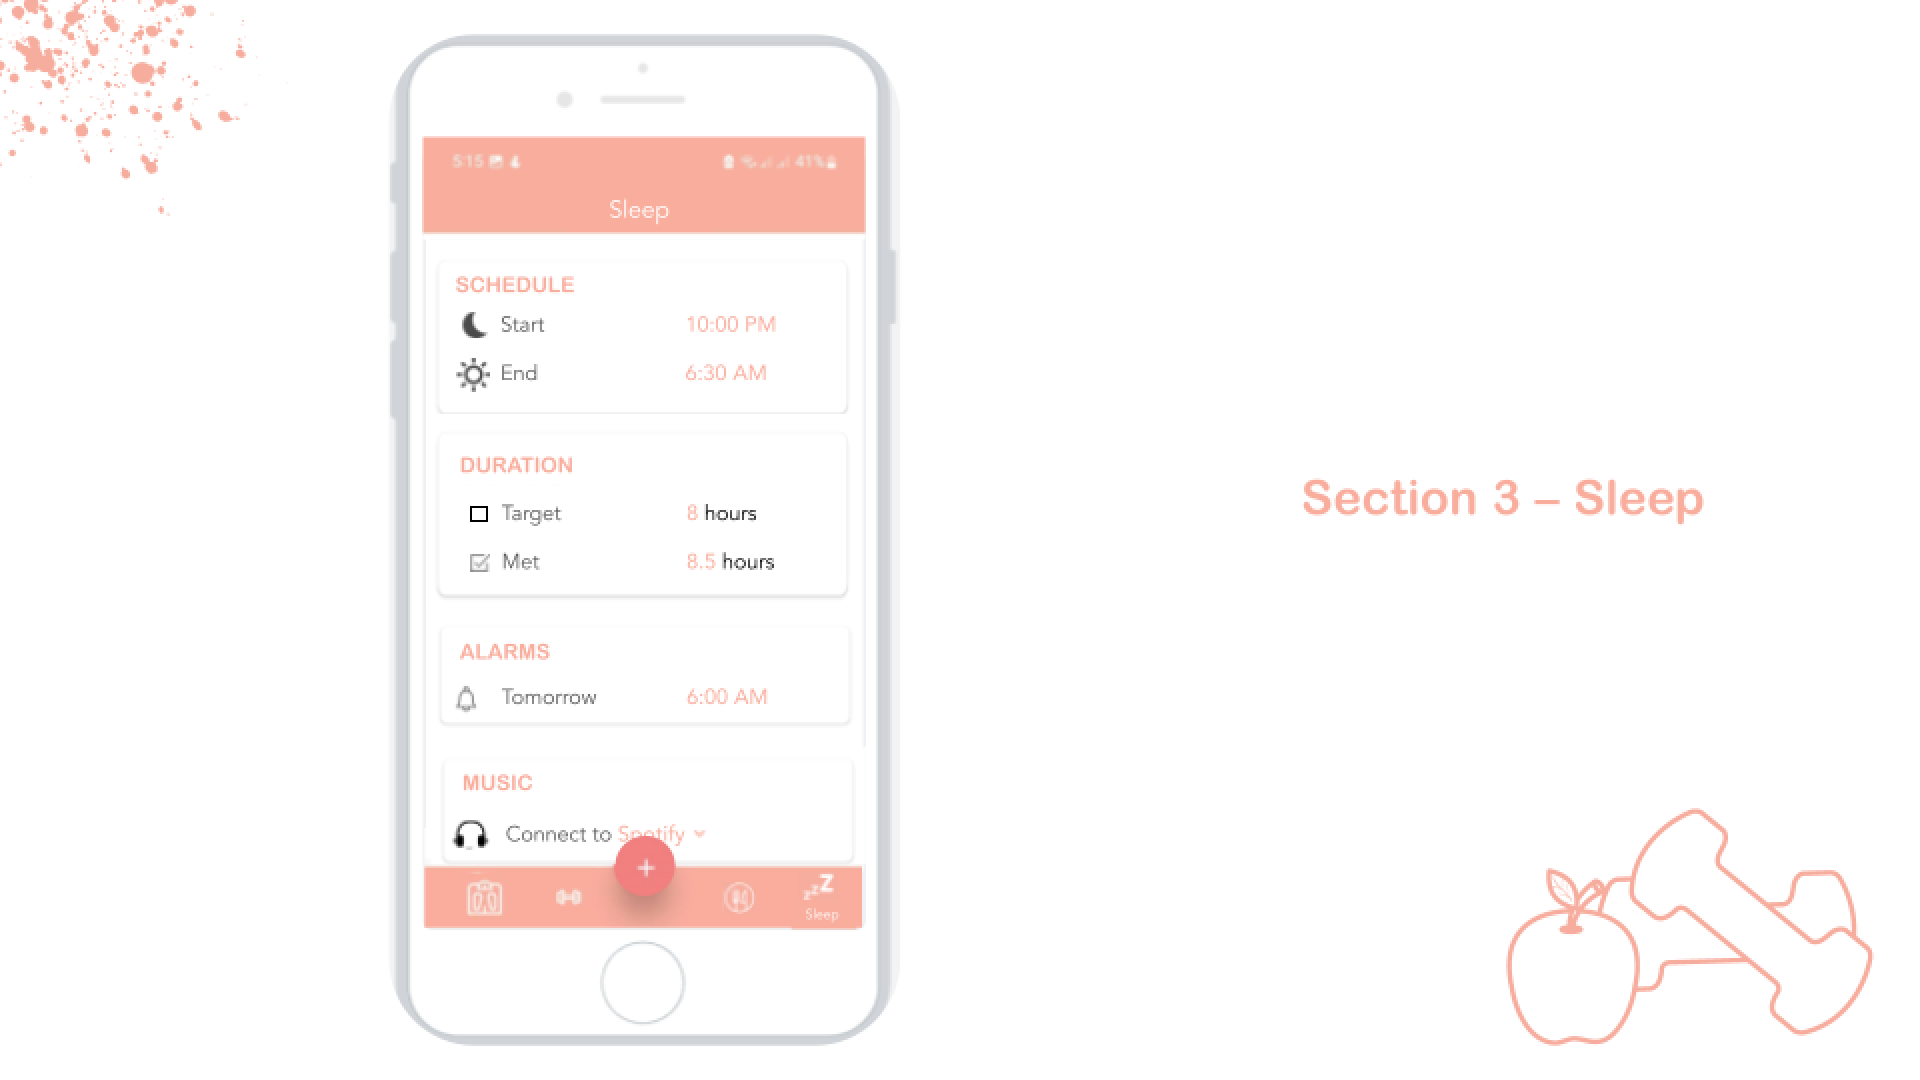 5:15 41%
Sleep
SCHEDULE
Start 10:00 PM
End 6:30 AM
DURATION
Target 8 hours
Met 8.5 hours
ALARMS
Tomorrow 6:00 AM
MUSIC
Connect to Spotify
+
zzZ
Sleep
Section 3 – Sleep